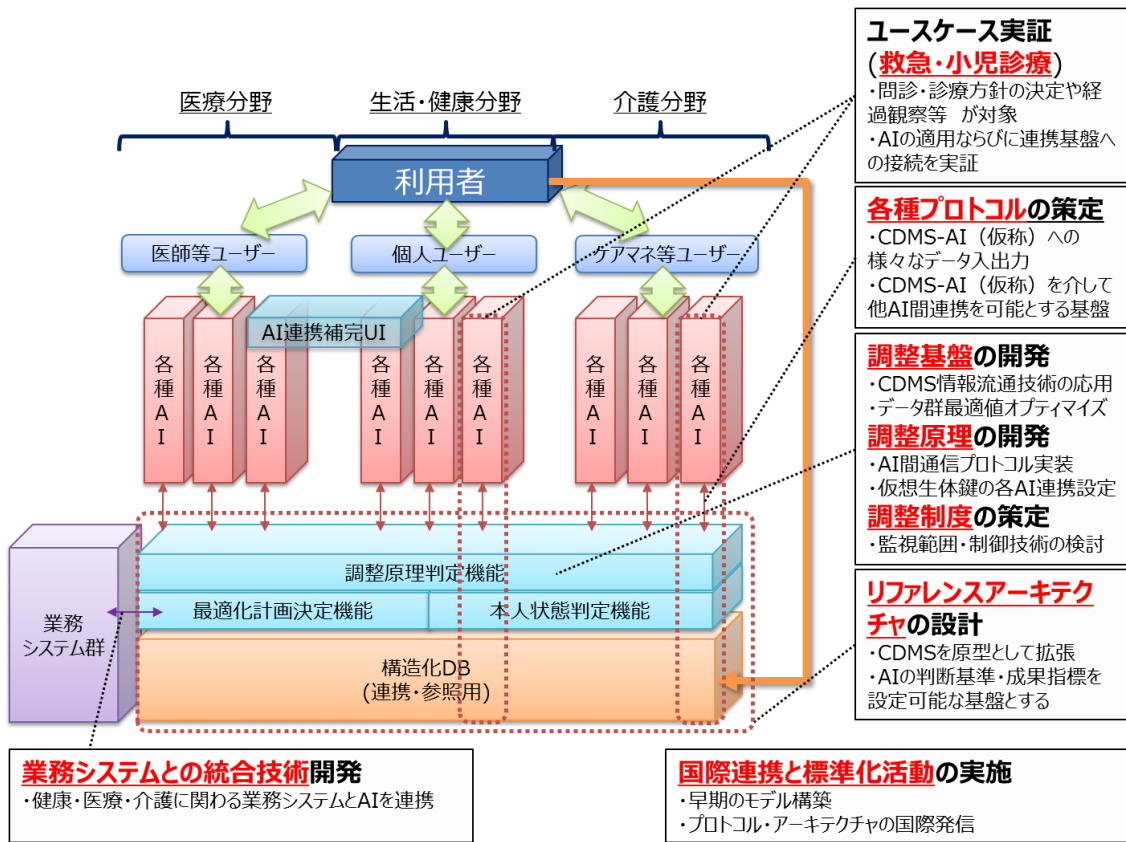 ユースケース実証
(救急・小児診療)
・問診・診療方針の決定や経
過観察等 が対象
・AIの適用ならびに連携基盤へ
の接続を実証
医療分野
生活・健康分野
介護分野
利用者
医師等ユーザー
個人ユーザー
ケアマネ等ユーザー
各種プロトコルの策定
・CDMS-AI（仮称）への
様々なデータ入出力
・CDMS-AI（仮称）を介して
他AI間連携を可能とする基盤
AI連携補完UI
各種AI
各種AI
各種AI
各種AI
各種AI
各種AI
各種AI
各種AI
各種AI
調整基盤の開発
・CDMS情報流通技術の応用
・データ群最適値オプティマイズ
調整原理の開発
・AI間通信プロトコル実装
・仮想生体鍵の各AI連携設定
調整制度の策定
・監視範囲・制御技術の検討
調整原理判定機能
最適化計画決定機能
本人状態判定機能
業務
システム群
構造化DB
(連携・参照用)
リファレンスアーキテク
チャの設計
・CDMSを原型として拡張
・AIの判断基準・成果指標を
設定可能な基盤とする
業務システムとの統合技術開発
・健康・医療・介護に関わる業務システムとAIを連携
国際連携と標準化活動の実施
・早期のモデル構築
・プロトコル・アーキテクチャの国際発信